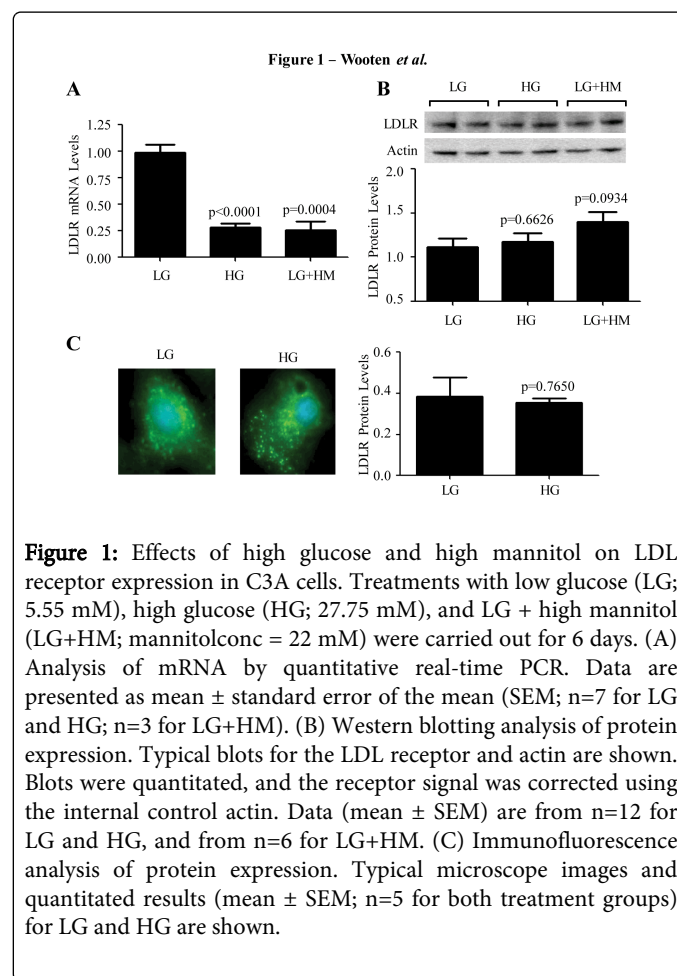 Figure 1 – Wooten et al.
A
LDLR mRNA Levels
1.25
1.00
0.75
0.50
0.25
0.00
p<0.0001
p=0.0004
LG
HG
LG+HM
B
LG
HG
LG+HM
LDLR
Actin
LDLR Protein Levels
2.0
1.5
1.0
0.5
p=0.6626
p=0.0934
LG
HG
LG+HM
C
LG
HG
LDLR Protein Levels
0.6
0.4
0.2
0.0
p=0.7650
LG
HG
Figure 1: Effects of high glucose and high mannitol on LDL
receptor expression in C3A cells. Treatments with low glucose (LG;
5.55 mM), high glucose (HG; 27.75 mM), and LG + high mannitol
(LG+HM; mannitolconc = 22 mM) were carried out for 6 days. (A)
Analysis of mRNA by quantitative real-time PCR. Data are
presented as mean ± standard error of the mean (SEM; n=7 for LG
and HG; n=3 for LG+HM). (B) Western blotting analysis of protein
expression. Typical blots for the LDL receptor and actin are shown.
Blots were quantitated, and the receptor signal was corrected using
the internal control actin. Data (mean ± SEM) are from n=12 for
LG and HG, and from n=6 for LG+HM. (C) Immunofluorescence
analysis of protein expression. Typical microscope images and
quantitated results (mean ± SEM; n=5 for both treatment groups)
for LG and HG are shown.